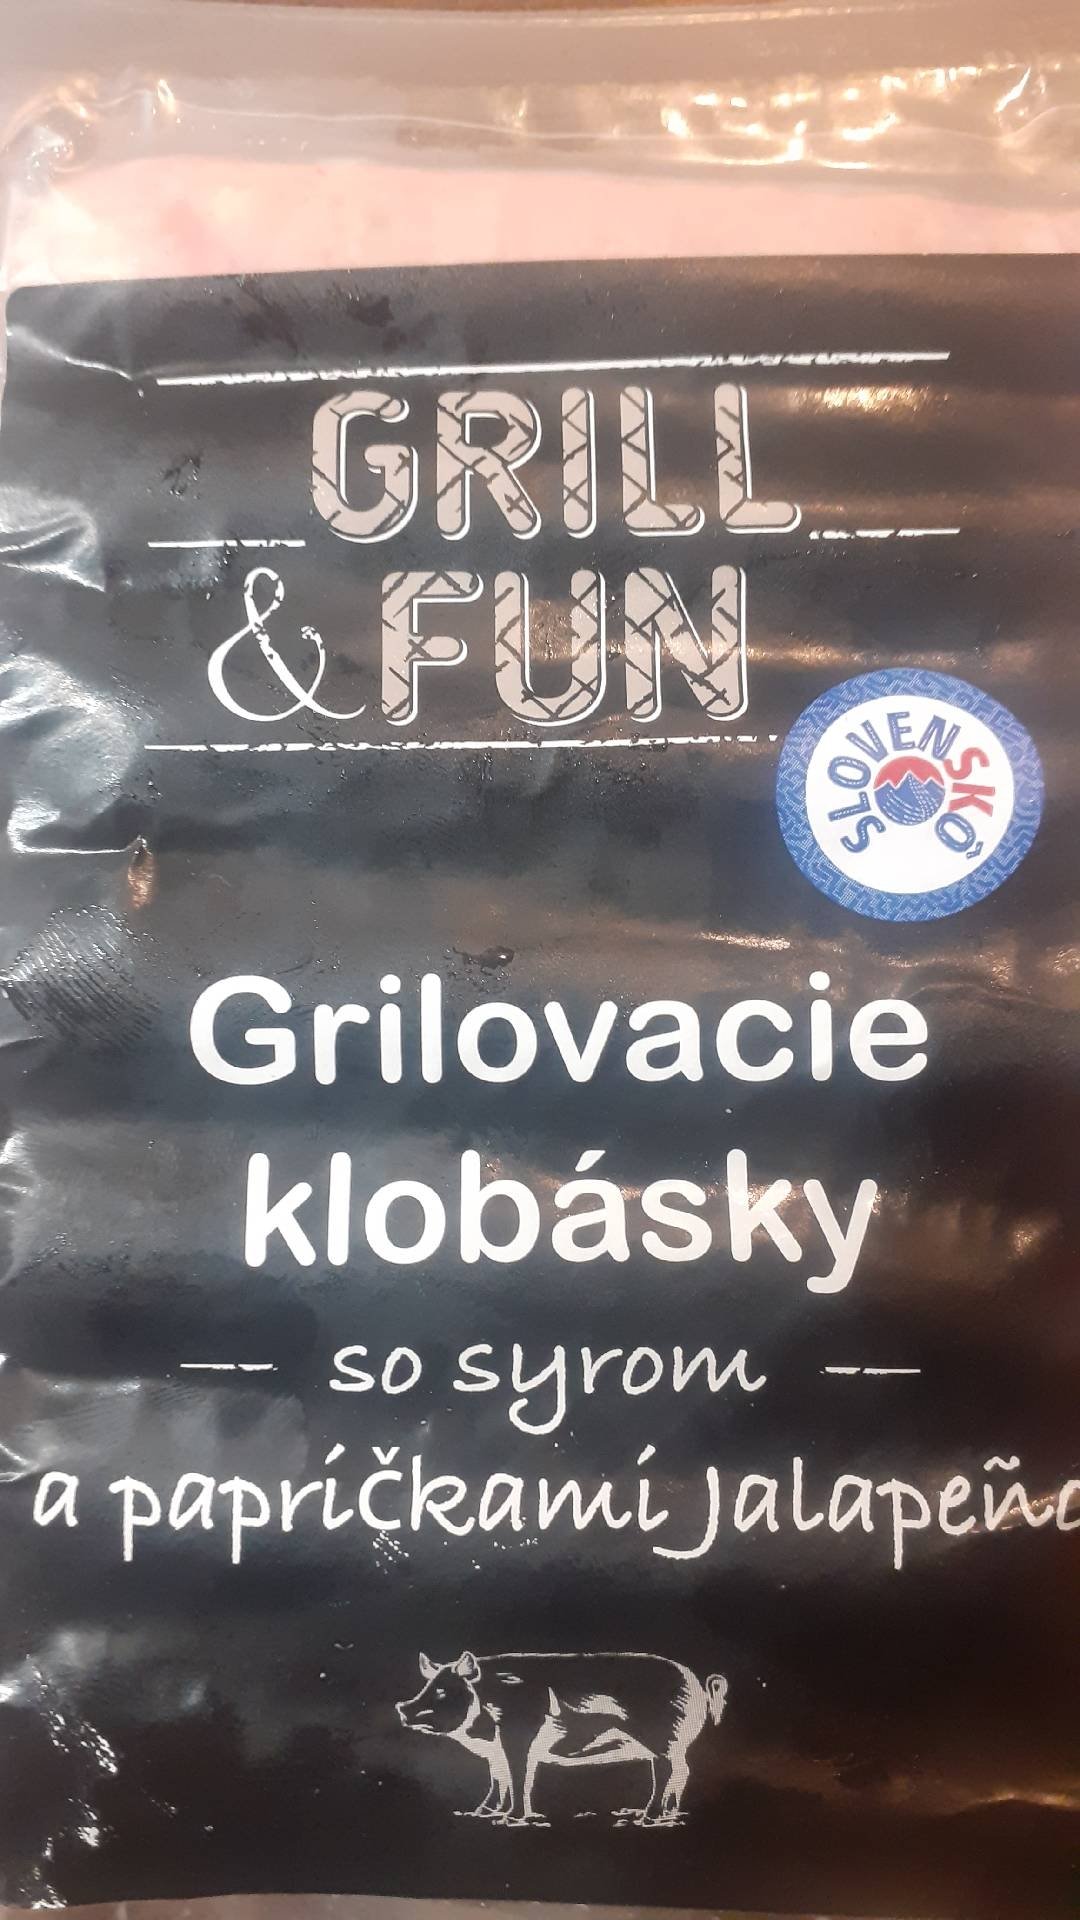 GRILL
& FUN
SLOVENSKO
Grilovacie
klobásky
so syrom
a papričkami Jalapeño